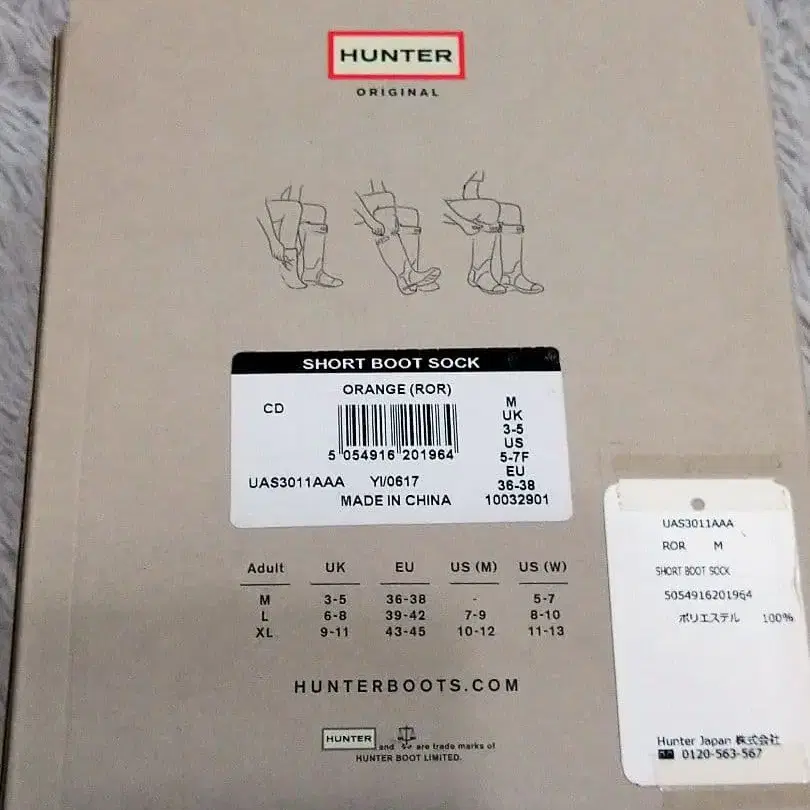 HUNTER
ORIGINAL
SHORT BOOT SOCK
ORANGE (ROR)
CD
M
UK
3-5
US
5-7F
EU
36-38
10032901
5 054916 201964
UAS3011AAA YI/0617
MADE IN CHINA
Adult UK EU US (M) US (W)
M 3-5 36-38 - 5-7
L 6-8 39-42 7-9 8-10
XL 9-11 43-45 10-12 11-13
HUNTERBOOTS.COM
HUNTER and are trade marks of
HUNTER BOOT LIMITED.
UAS3011AAA
ROR M
SHORT BOOT SOCK
5054916201964
ポリエステル 100%
Hunter Japan 株式会社
0120-563-567